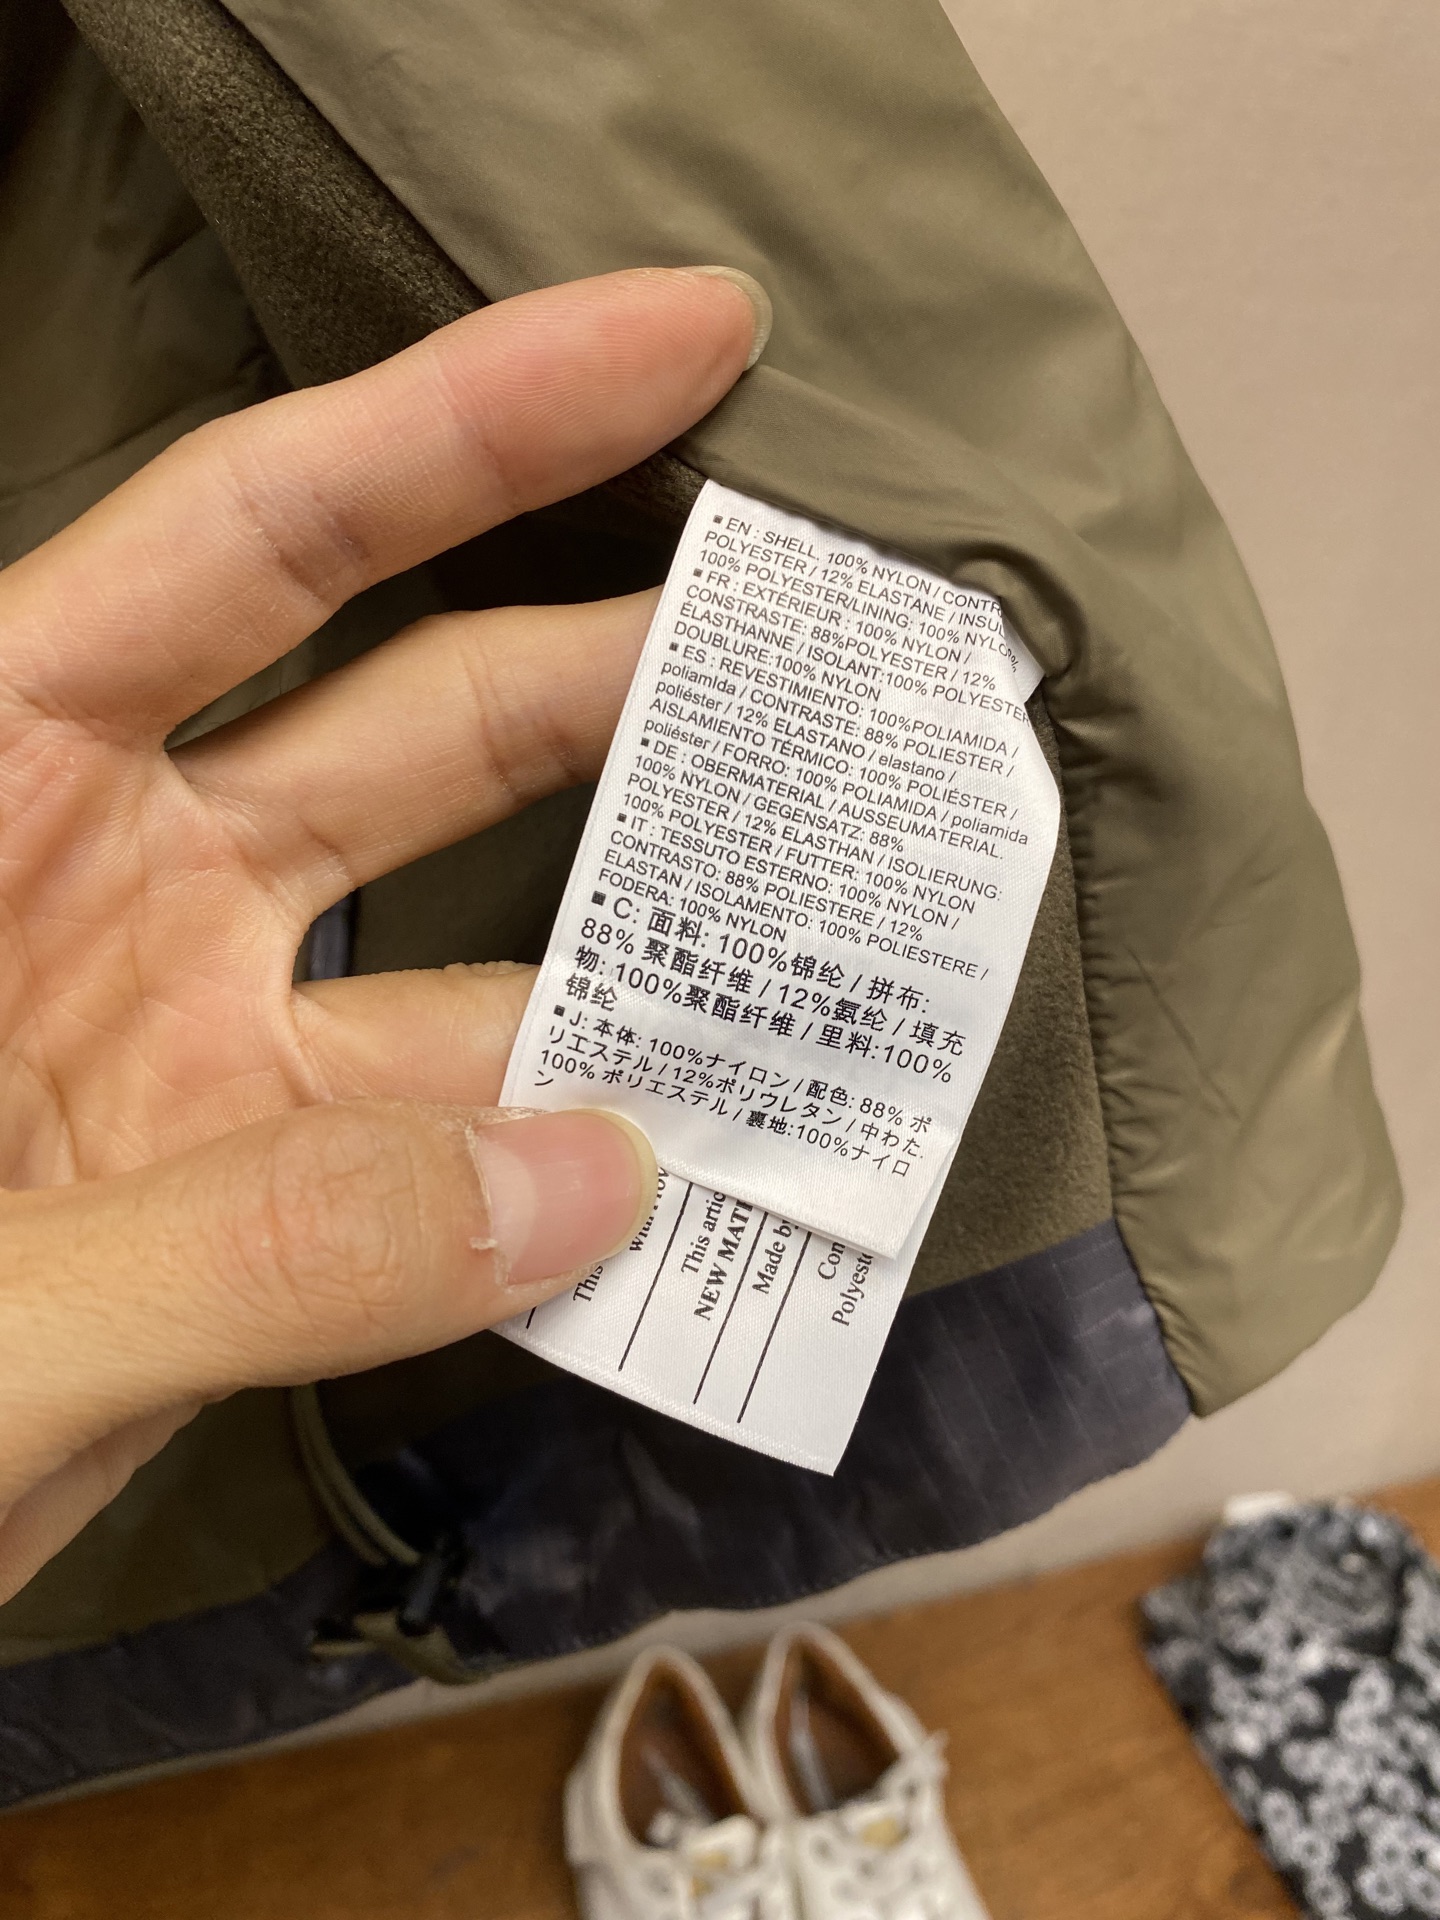 ▪ EN : SHELL. 100% NYLON / CONTR
POLYESTER / 12% ELASTANE / INSUL
100% POLYESTER/LINING: 100% NYLO
▪ FR : EXTÉRIEUR : 100% NYLON /
CONSTRASTE: 88%POLYESTER / 12%
ÉLASTHANNE / ISOLANT:100% POLYESTER
DOUBLURE:100% NYLON
▪ ES : REVESTIMIENTO: 100%POLIAMIDA /
poliamIda / CONTRASTE: 88% POLIESTER /
poliéster / 12% ELASTANO / elastano /
AISLAMIENTO TÉRMICO: 100% POLIÉSTER /
poliéster / FORRO: 100% POLIAMIDA / poliamida
▪ DE : OBERMATERIAL / AUSSEUMATERIAL.
100% NYLON / GEGENSATZ: 88%
POLYESTER / 12% ELASTHAN / ISOLIERUNG:
100% POLYESTER / FUTTER: 100% NYLON
▪ IT : TESSUTO ESTERNO: 100% NYLON /
CONTRASTO: 88% POLIESTERE / 12%
ELASTAN / ISOLAMENTO: 100% POLIESTERE /
FODERA: 100% NYLON
▪ C: 面料: 100%锦纶 / 拼布:
88% 聚酯纤维 / 12%氨纶 / 填充
物: 100%聚酯纤维 / 里料:100%
锦纶
▪ J: 本体: 100%ナイロン / 配色: 88% ポ
リエステル / 12%ポリウレタン / 中わた.
100% ポリエステル / 裏地:100%ナイロ
ン
This
This artic
NEW MAT
Made by
Con
Polyeste